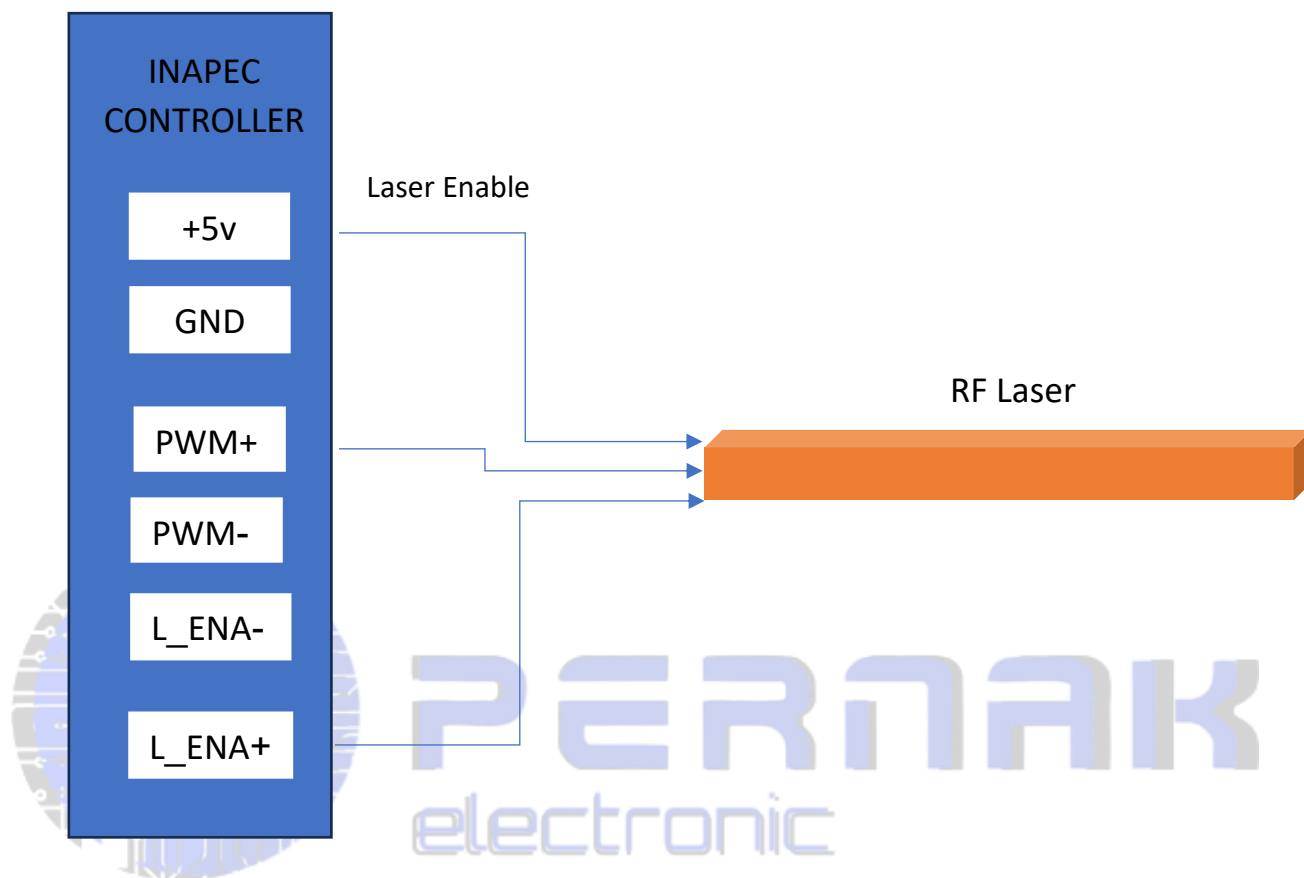 INAPEC
CONTROLLER
Laser Enable
+5v
GND
RF Laser
PWM+
PWM-
L_ENA-
L_ENA+
PERNAK
electronic